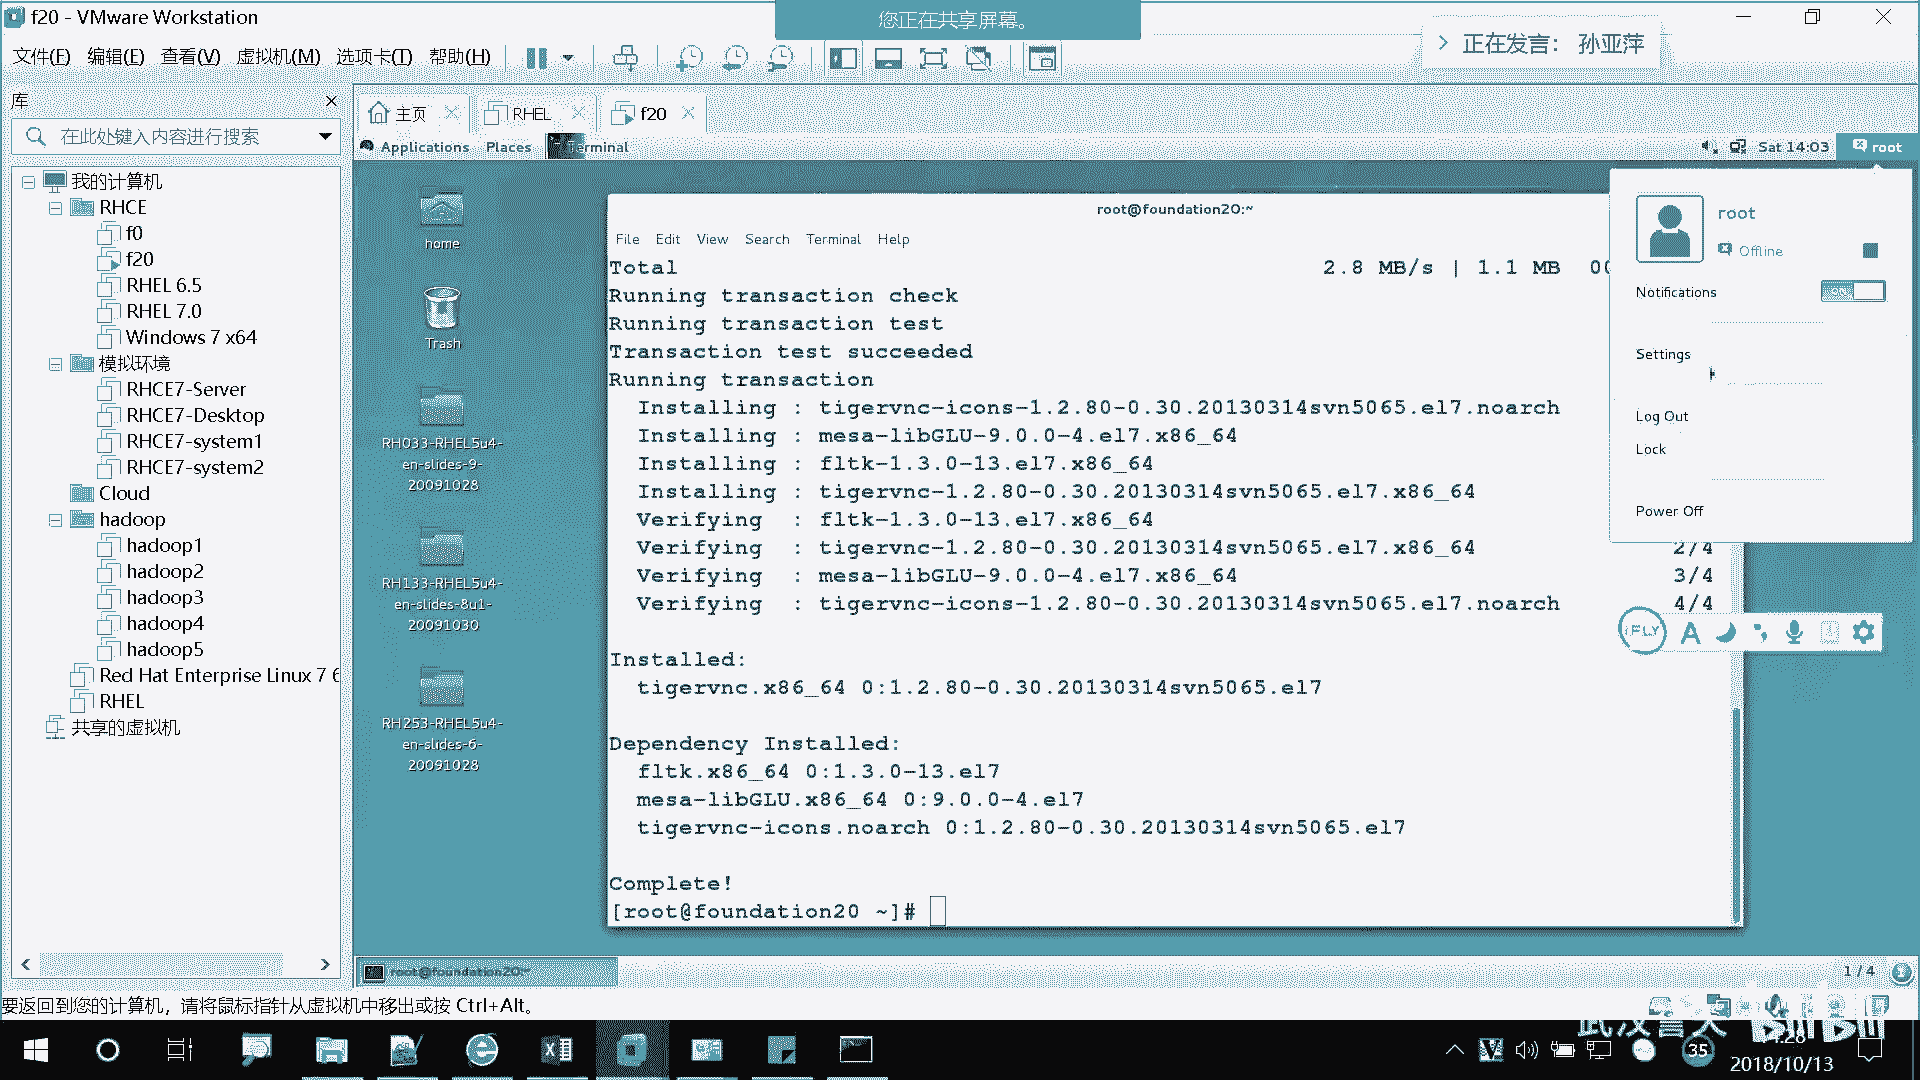 f20 - VMware Workstation
您正在共享屏幕。
正在发言： 孙亚萍
文件(F) 编辑(E) 查看(V) 虚拟机(M) 选项卡(T) 帮助(H)
库
在此处键入内容进行搜索
我的计算机
RHCE
f0
f20
RHEL 6.5
RHEL 7.0
Windows 7 x64
模拟环境
RHCE7-Server
RHCE7-Desktop
RHCE7-system1
RHCE7-system2
Cloud
hadoop
hadoop1
hadoop2
hadoop3
hadoop4
hadoop5
Red Hat Enterprise Linux 7 6
RHEL
共享的虚拟机
主页 RHEL f20
Applications Places Terminal Sat 14:03 root
home
Trash
RH033-RHEL5u4-
en-slides-9-
20091028
RH133-RHEL5u4-
en-slides-8u1-
20091030
RH253-RHEL5u4-
en-slides-6-
20091028
root@foundation20:~
File Edit View Search Terminal Help
Total 2.8 MB/s | 1.1 MB 00
Running transaction check
Running transaction test
Transaction test succeeded
Running transaction
Installing : tigervnc-icons-1.2.80-0.30.20130314svn5065.el7.noarch
Installing : mesa-libGLU-9.0.0-4.el7.x86_64
Installing : fltk-1.3.0-13.el7.x86_64
Installing : tigervnc-1.2.80-0.30.20130314svn5065.el7.x86_64
Verifying : fltk-1.3.0-13.el7.x86_64
Verifying : tigervnc-1.2.80-0.30.20130314svn5065.el7.x86_64 2/4
Verifying : mesa-libGLU-9.0.0-4.el7.x86_64 3/4
Verifying : tigervnc-icons-1.2.80-0.30.20130314svn5065.el7.noarch 4/4
Installed:
tigervnc.x86_64 0:1.2.80-0.30.20130314svn5065.el7
Dependency Installed:
fltk.x86_64 0:1.3.0-13.el7
mesa-libGLU.x86_64 0:9.0.0-4.el7
tigervnc-icons.noarch 0:1.2.80-0.30.20130314svn5065.el7
Complete!
[root@foundation20 ~]#
root
Offline
Notifications ON
Settings
Log Out
Lock
Power Off
iFLY A
root@foundation20:~
1 / 4
要返回到您的计算机，请将鼠标指针从虚拟机中移出或按 Ctrl+Alt。
bilibili
35
14:28
2018/10/13